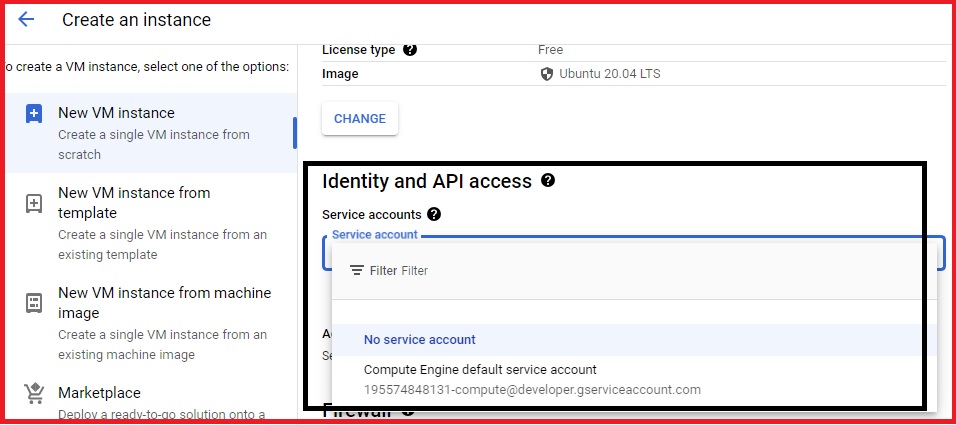 Create an instance
o create a VM instance, select one of the options:
New VM instance
Create a single VM instance from
scratch
New VM instance from
template
Create a single VM instance from an
existing template
New VM instance from machine
image
Create a single VM instance from an
existing machine image
Marketplace
Deploy a ready-to-go solution onto a
License type
Free
Image
Ubuntu 20.04 LTS
CHANGE
Identity and API access
Service accounts
Service account
Filter Filter
No service account
Compute Engine default service account
195574848131-compute@developer.gserviceaccount.com
Firewall